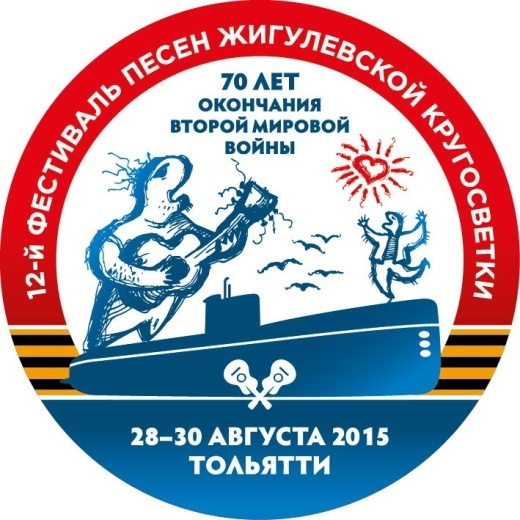 12-й ФЕСТИВАЛЬ ПЕСЕН ЖИГУЛЕВСКОЙ КРУГОСВЕТКИ
70 ЛЕТ
ОКОНЧАНИЯ
ВТОРОЙ МИРОВОЙ
ВОЙНЫ
28–30 АВГУСТА 2015
ТОЛЬЯТТИ